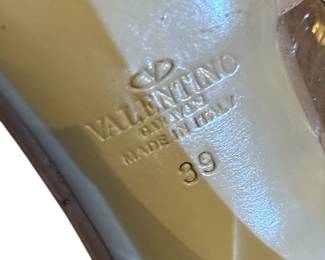 VALENTINO
GARAVANI
MADE IN ITALY
39